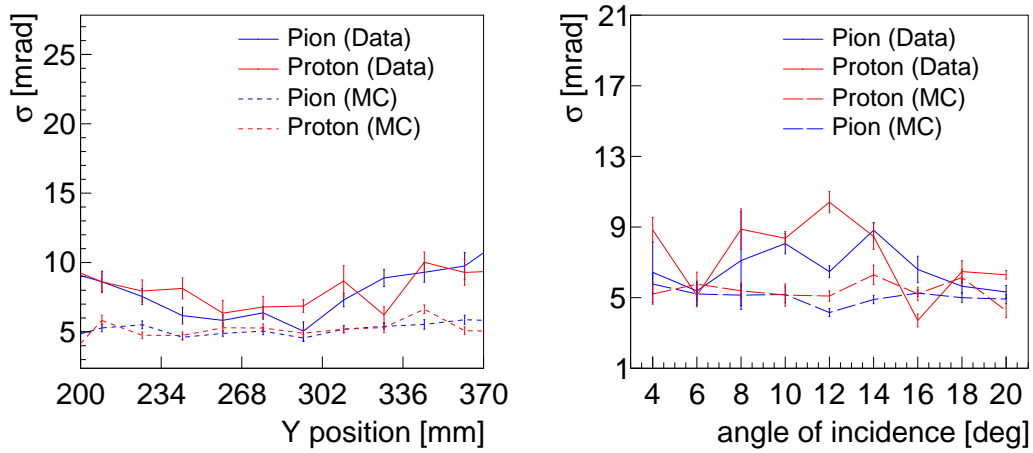 σ [mrad]
25
20
15
10
5
Pion (Data)
Proton (Data)
Pion (MC)
Proton (MC)
200 234 268 302 336 370
Y position [mm]
σ [mrad]
21
17
13
9
5
1
Pion (Data)
Proton (Data)
Proton (MC)
Pion (MC)
4 6 8 10 12 14 16 18 20
angle of incidence [deg]